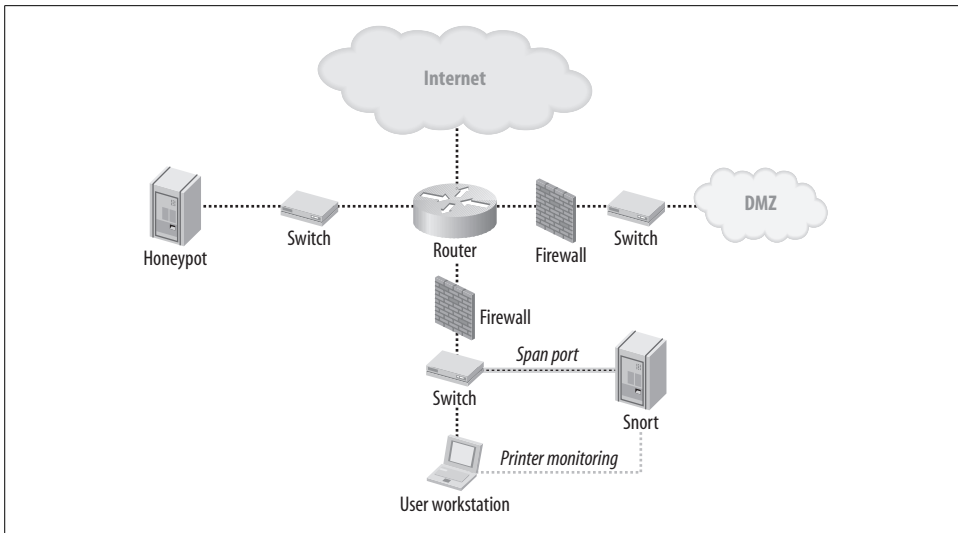 Internet
DMZ
Honeypot
Switch
Router
Firewall
Switch
Firewall
Span port
Switch
Snort
Printer monitoring
User workstation